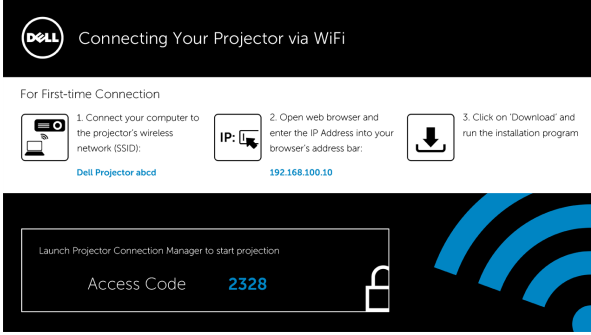 DELL
Connecting Your Projector via WiFi
For First-time Connection
1. Connect your computer to
the projector's wireless
network (SSID):
Dell Projector abcd
IP:
2. Open web browser and
enter the IP Address into your
browser's address bar:
192.168.100.10
3. Click on 'Download' and
run the installation program
Launch Projector Connection Manager to start projection
Access Code 2328